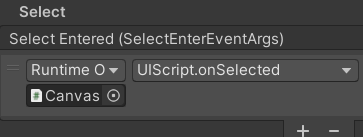 Select
Select Entered (SelectEnterEventArgs)
Runtime O UIScript.onSelected
Canvas
+ −